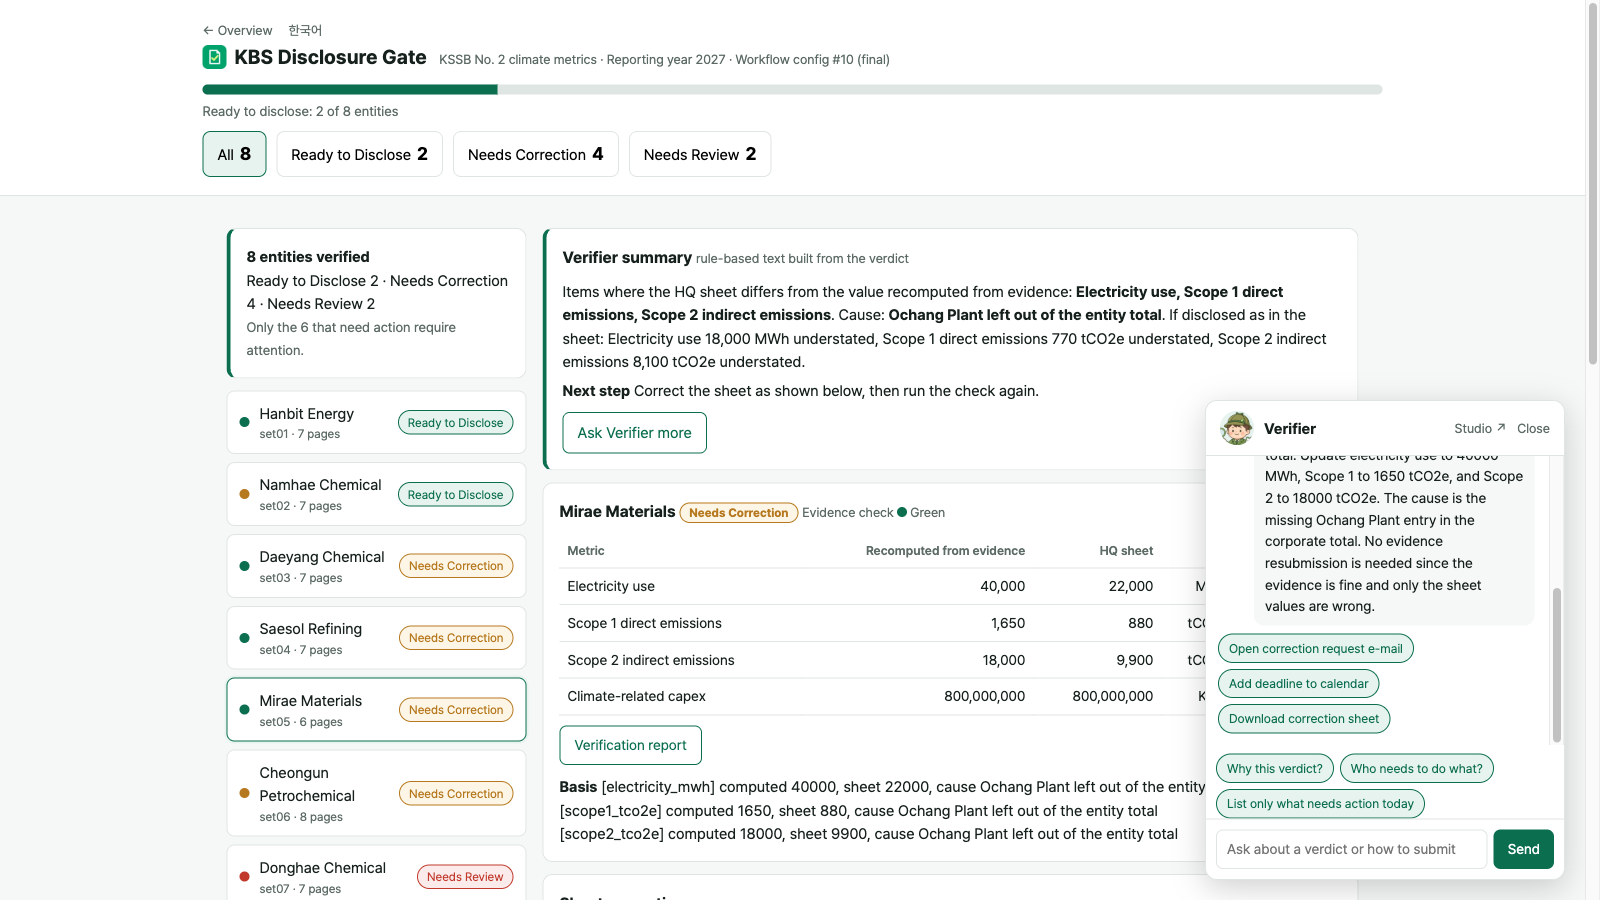 ← Overview 한국어
KBS Disclosure Gate KSSB No. 2 climate metrics · Reporting year 2027 · Workflow config #10 (final)
Ready to disclose: 2 of 8 entities
All 8
Ready to Disclose 2
Needs Correction 4
Needs Review 2
8 entities verified
Ready to Disclose 2 · Needs Correction
4 · Needs Review 2
Only the 6 that need action require
attention.
Hanbit Energy
set01 · 7 pages
Ready to Disclose
Namhae Chemical
set02 · 7 pages
Ready to Disclose
Daeyang Chemical
set03 · 7 pages
Needs Correction
Saesol Refining
set04 · 7 pages
Needs Correction
Mirae Materials
set05 · 6 pages
Needs Correction
Cheongun
Petrochemical
set06 · 8 pages
Needs Correction
Donghae Chemical
set07 · 7 pages
Needs Review
Verifier summary rule-based text built from the verdict
Items where the HQ sheet differs from the value recomputed from evidence: Electricity use, Scope 1 direct
emissions, Scope 2 indirect emissions. Cause: Ochang Plant left out of the entity total. If disclosed as in the
sheet: Electricity use 18,000 MWh understated, Scope 1 direct emissions 770 tCO2e understated, Scope 2 indirect
emissions 8,100 tCO2e understated.
Next step Correct the sheet as shown below, then run the check again.
Ask Verifier more
Mirae Materials Needs Correction Evidence check Green
Metric Recomputed from evidence HQ sheet
Electricity use 40,000 22,000 M
Scope 1 direct emissions 1,650 880 tCO
Scope 2 indirect emissions 18,000 9,900 tCO
Climate-related capex 800,000,000 800,000,000 K
Verification report
Basis [electricity_mwh] computed 40000, sheet 22000, cause Ochang Plant left out of the entity
[scope1_tco2e] computed 1650, sheet 880, cause Ochang Plant left out of the entity total
[scope2_tco2e] computed 18000, sheet 9900, cause Ochang Plant left out of the entity total
Verifier
Studio ↗ Close
total. Update electricity use to 40000
MWh, Scope 1 to 1650 tCO2e, and Scope
2 to 18000 tCO2e. The cause is the
missing Ochang Plant entry in the
corporate total. No evidence
resubmission is needed since the
evidence is fine and only the sheet
values are wrong.
Open correction request e-mail
Add deadline to calendar
Download correction sheet
Why this verdict?
Who needs to do what?
List only what needs action today
Ask about a verdict or how to submit
Send